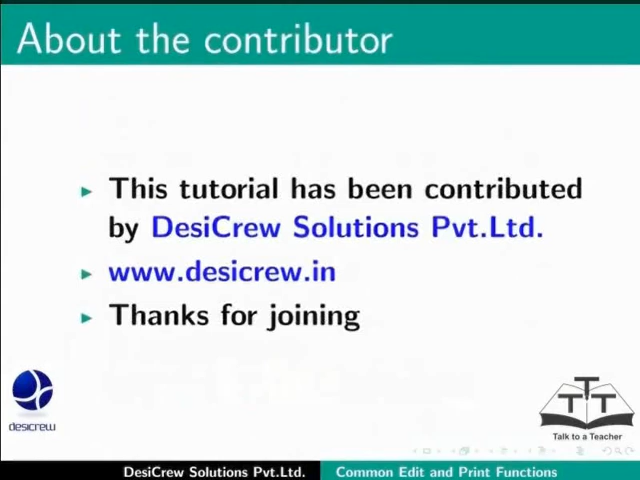 About the contributor
This tutorial has been contributed
by DesiCrew Solutions Pvt.Ltd.
www.desicrew.in
Thanks for joining
desicrew
TTT
Talk to a Teacher
DesiCrew Solutions Pvt.Ltd. Common Edit and Print Functions